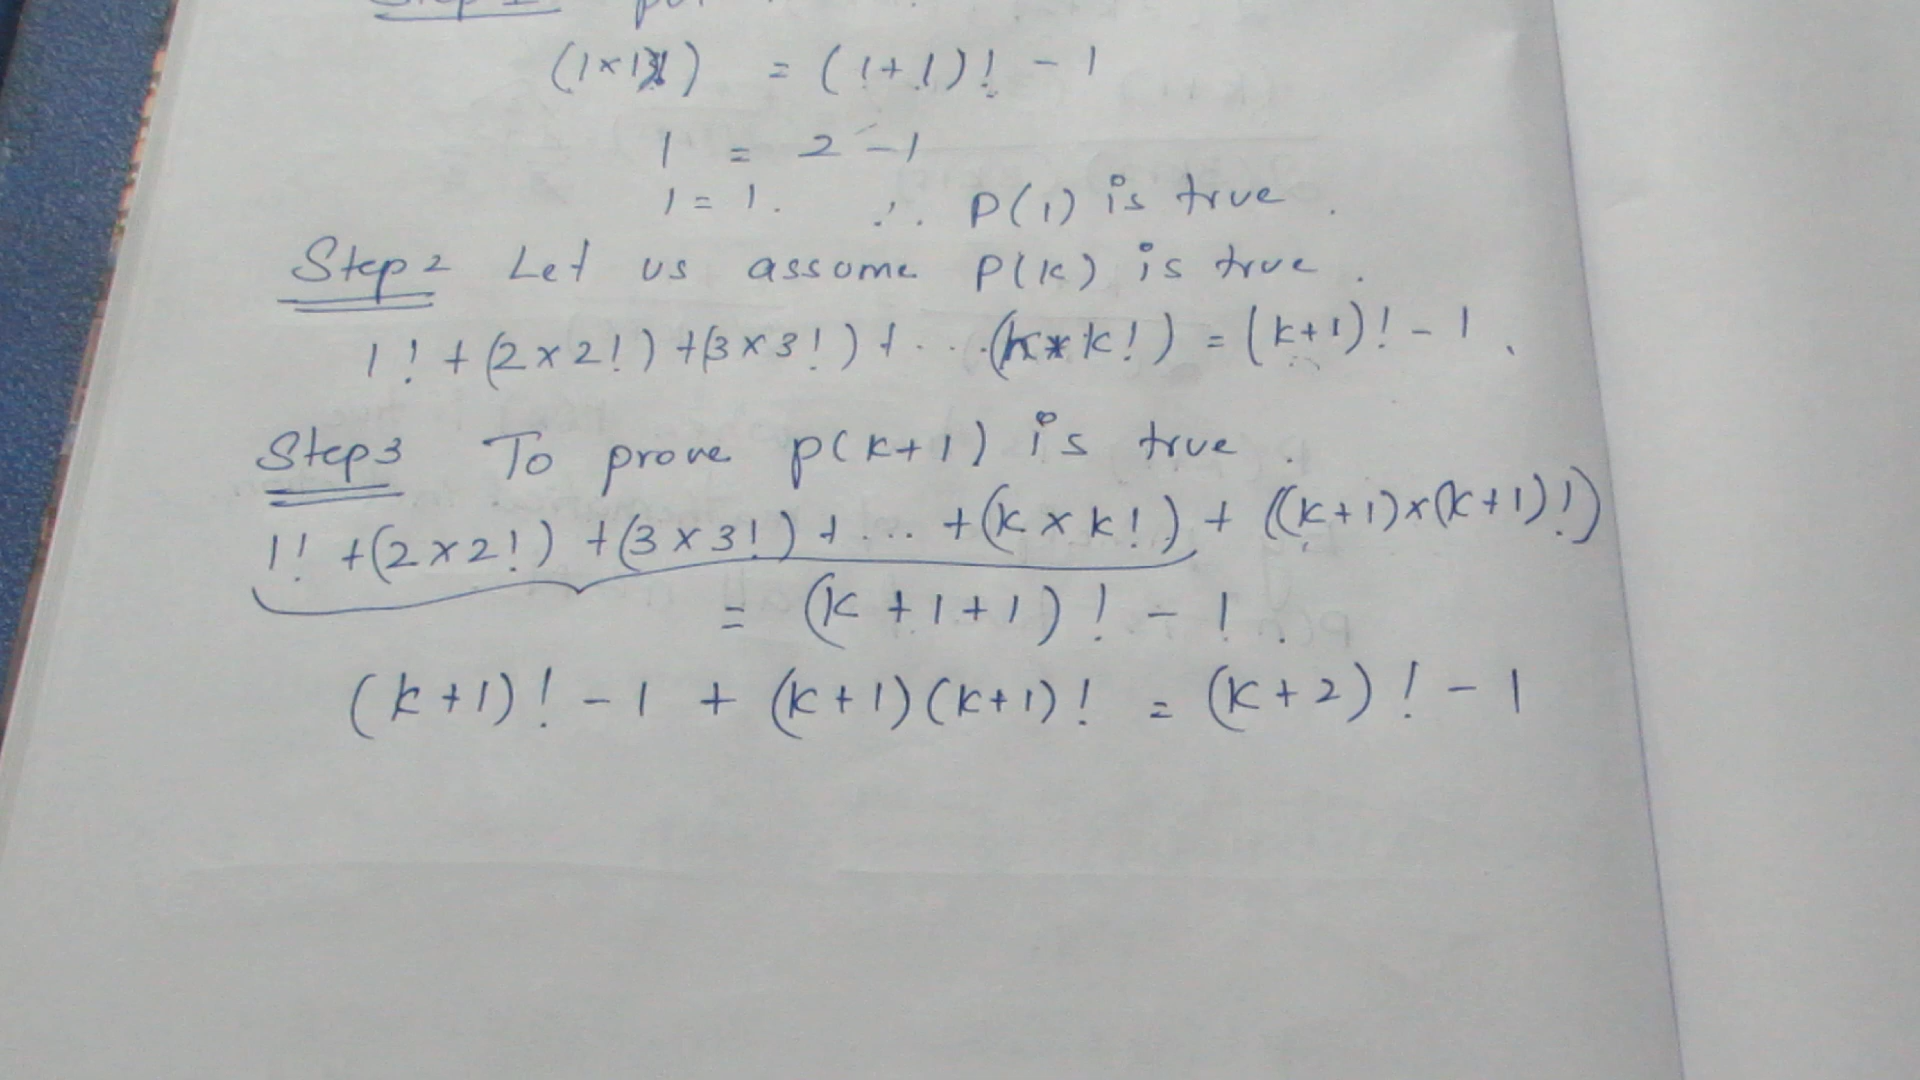 (1×1!) = (1+1)! - 1
1 = 2 - 1
1 = 1. ∴ P(1) is true.
Step 2 Let us assume P(k) is true.
1! + (2×2!) + (3×3!) + ... (k×k!) = (k+1)! - 1.
Step 3 To prove p(k+1) is true.
1! + (2×2!) + (3×3!) + ... + (k×k!) + ((k+1)×(k+1)!)
= (k+1+1)! - 1.
(k+1)! - 1 + (k+1)(k+1)! = (k+2)! - 1